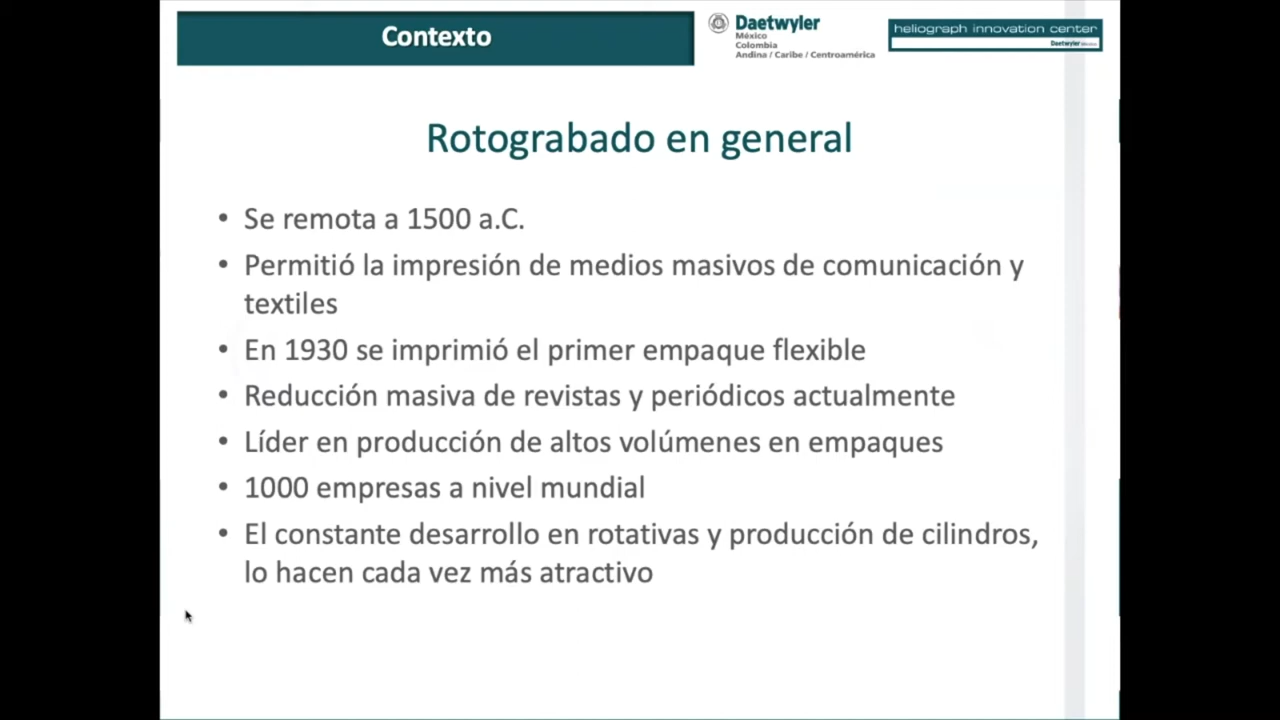 Contexto
Daetwyler
México
Colombia
Andina / Caribe / Centroamérica
heliograph innovation center
Daetwyler
Rotograbado en general
• Se remota a 1500 a.C.
• Permitió la impresión de medios masivos de comunicación y
textiles
• En 1930 se imprimió el primer empaque flexible
• Reducción masiva de revistas y periódicos actualmente
• Líder en producción de altos volúmenes en empaques
• 1000 empresas a nivel mundial
• El constante desarrollo en rotativas y producción de cilindros,
lo hacen cada vez más atractivo